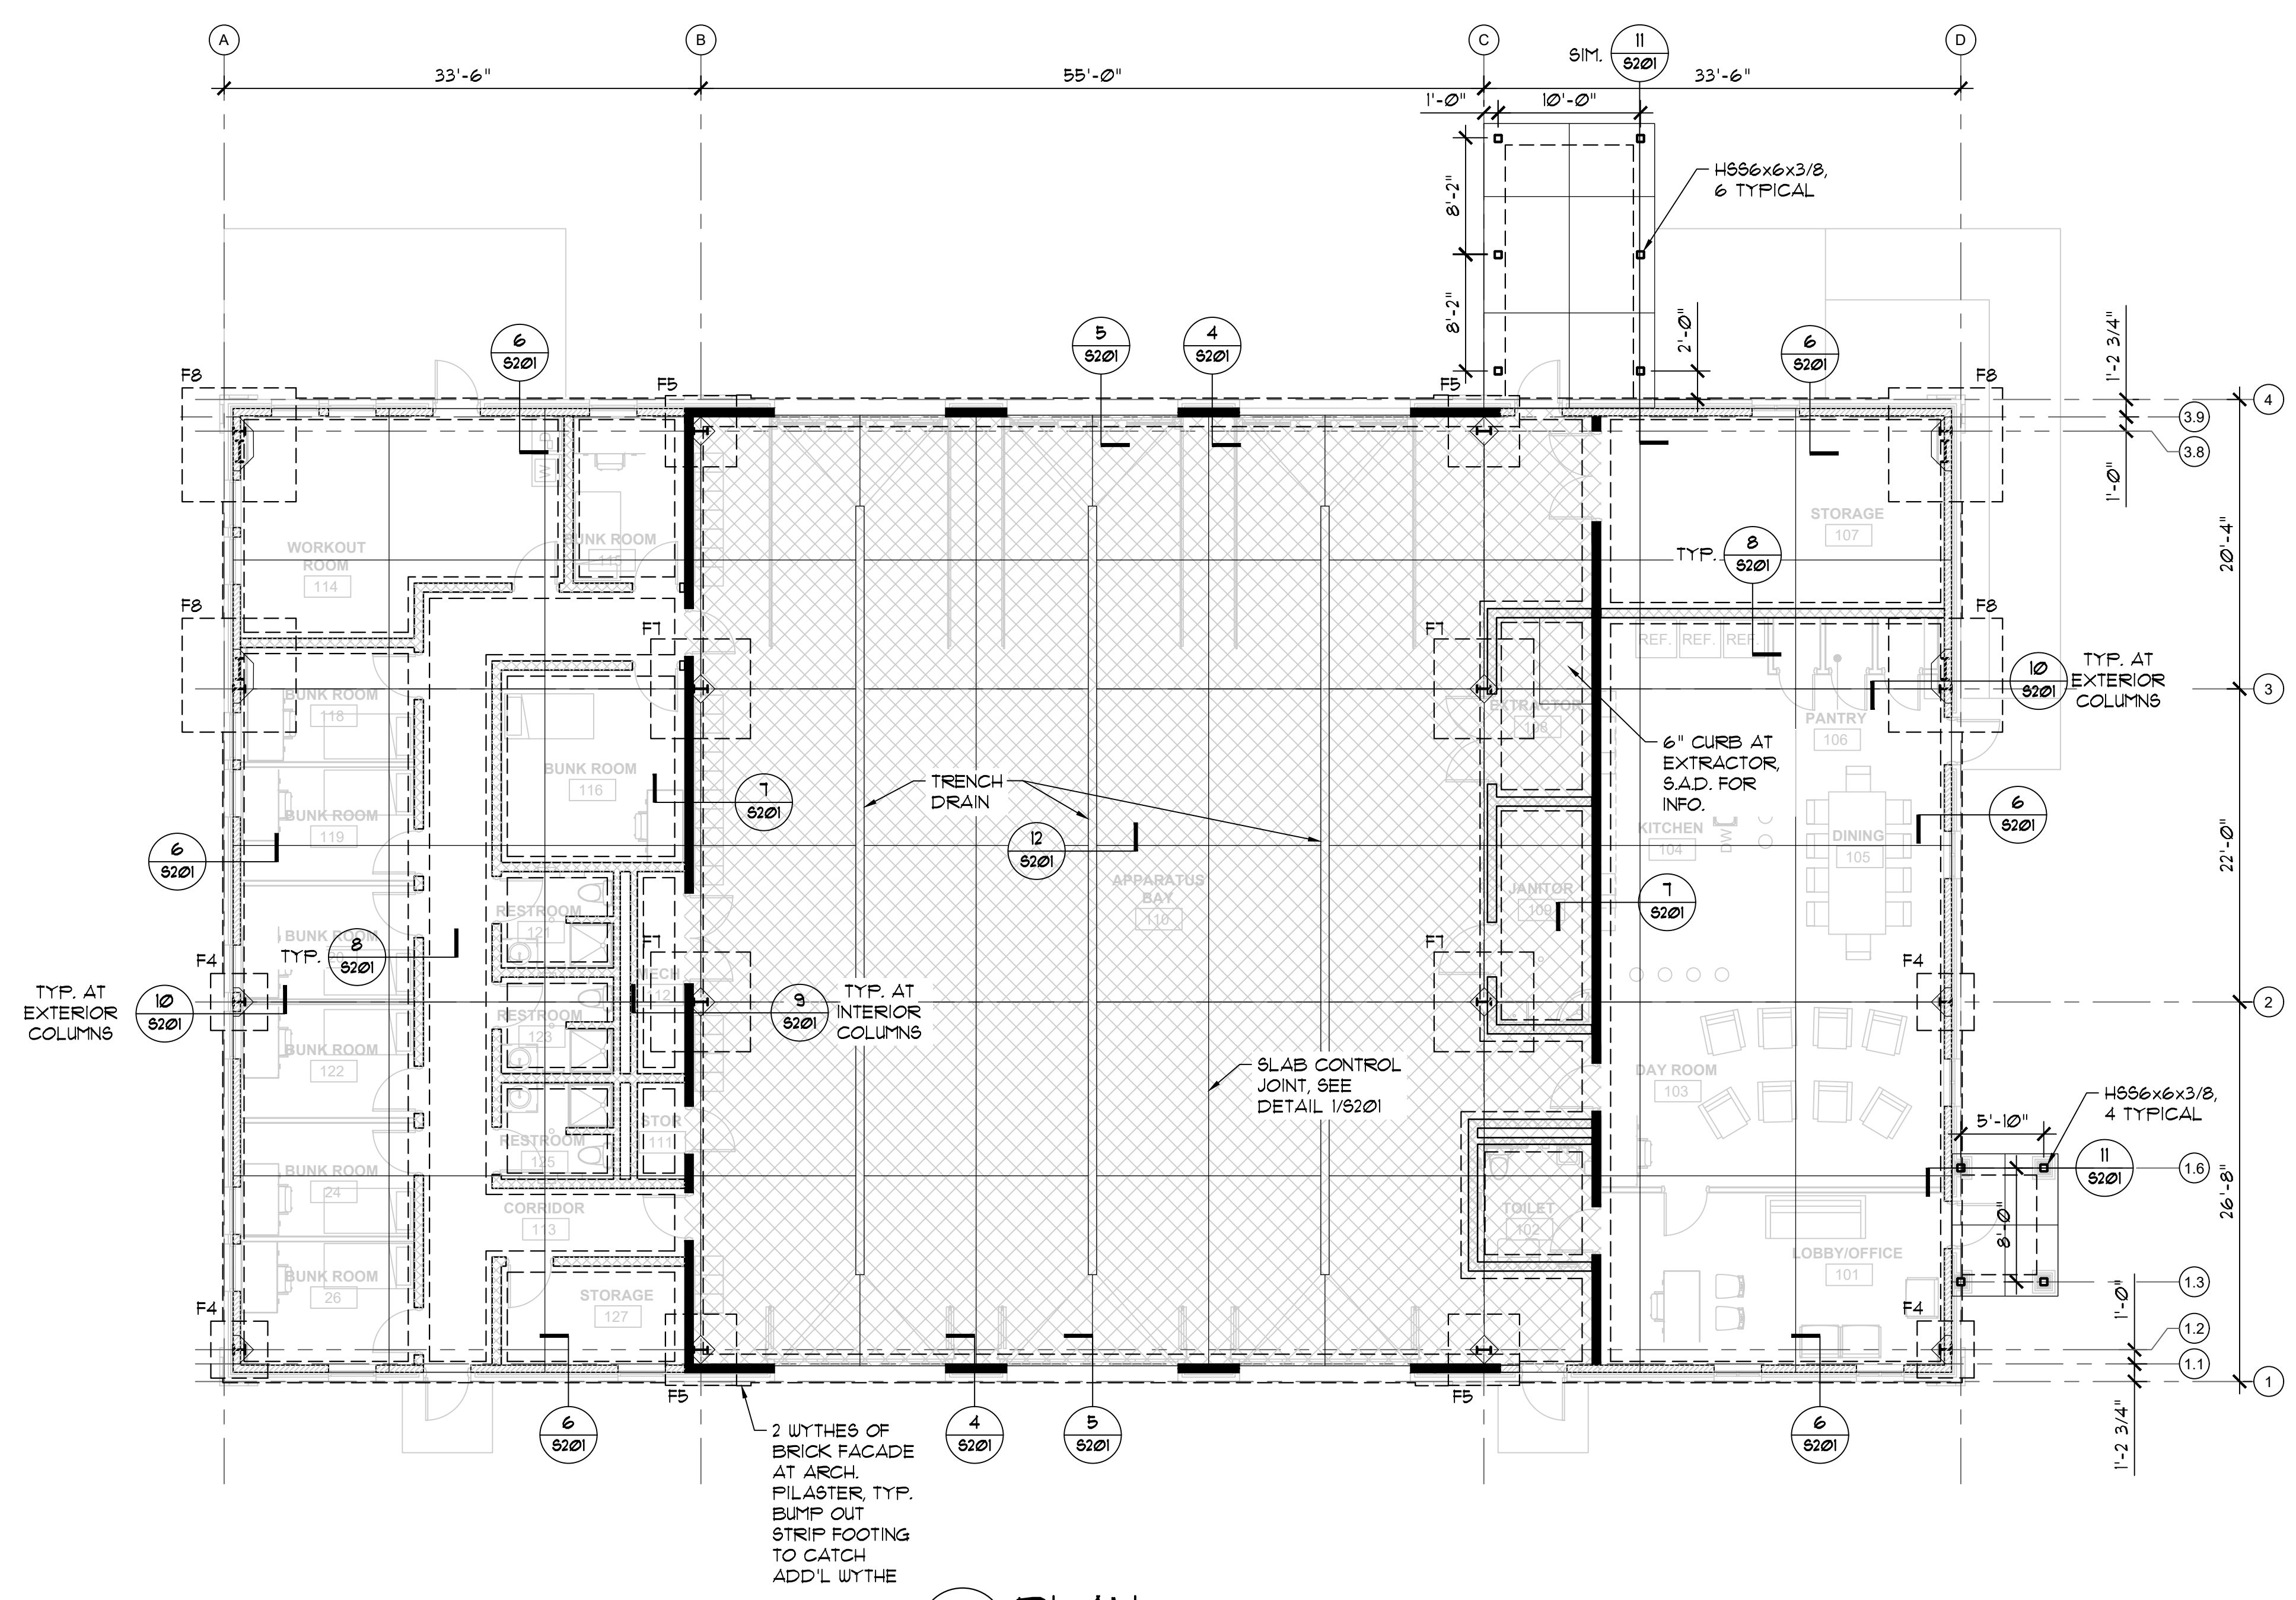 A
B
C
D
33'-6"
55'-0"
33'-6"
SIM.
11
S201
1'-0"
10'-0"
8'-2"
8'-2"
HSS6x6x3/8,
6 TYPICAL
2'-0"
6
S201
5
S201
4
S201
6
S201
1'-2 3/4"
4
3.9
3.8
1'-0"
F8
F5
F5
F8
WORKOUT
ROOM
114
STORAGE
107
TYP.
8
S201
20'-4"
F8
F7
F7
F8
REF.
REF.
REF.
BUNK ROOM
118
EXTRACTOR
108
PANTRY
106
10
S201
TYP. AT
EXTERIOR
COLUMNS
3
6" CURB AT
EXTRACTOR,
S.A.D. FOR
INFO.
BUNK ROOM
116
7
S201
TRENCH
DRAIN
12
S201
BUNK ROOM
119
6
S201
KITCHEN
104
DW
DINING
105
6
S201
22'-0"
APPARATUS
BAY
110
JANITOR
109
7
S201
RESTROOM
121
BUNK ROOM
TYP.
8
S201
F4
F7
F7
F4
TYP. AT
EXTERIOR
COLUMNS
10
S201
RESTROOM
123
9
S201
TYP. AT
INTERIOR
COLUMNS
2
BUNK ROOM
122
SLAB CONTROL
JOINT, SEE
DETAIL 1/S201
DAY ROOM
103
HSS6x6x3/8,
4 TYPICAL
5'-10"
STOR
111
RESTROOM
125
BUNK ROOM
24
11
S201
1.6
26'-8"
CORRIDOR
113
TOILET
102
8'-0"
LOBBY/OFFICE
101
BUNK ROOM
26
STORAGE
127
1.3
1'-0"
F4
F4
1.2
1.1
1
F5
F5
1'-2 3/4"
6
S201
4
S201
5
S201
6
S201
2 WYTHES OF
BRICK FACADE
AT ARCH.
PILASTER, TYP.
BUMP OUT
STRIP FOOTING
TO CATCH
ADD'L WYTHE